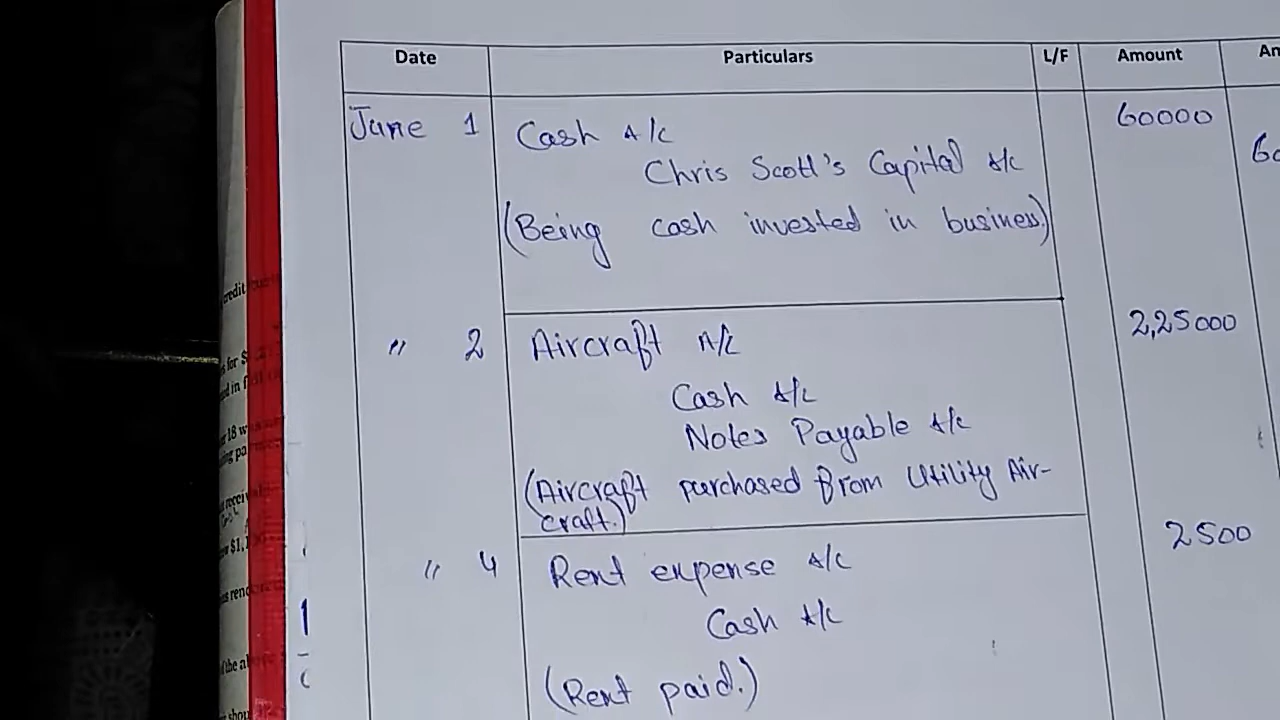 Date Particulars L/F Amount
June 1 Cash A/c 60000
Chris Scott's Capital A/c
(Being cash invested in business)
" 2 Aircraft A/c 2,25000
Cash A/c
Notes Payable A/c
(Aircraft purchased from Utility Air-
craft.)
" 4 Rent expense A/c 2500
Cash A/c
(Rent paid.)